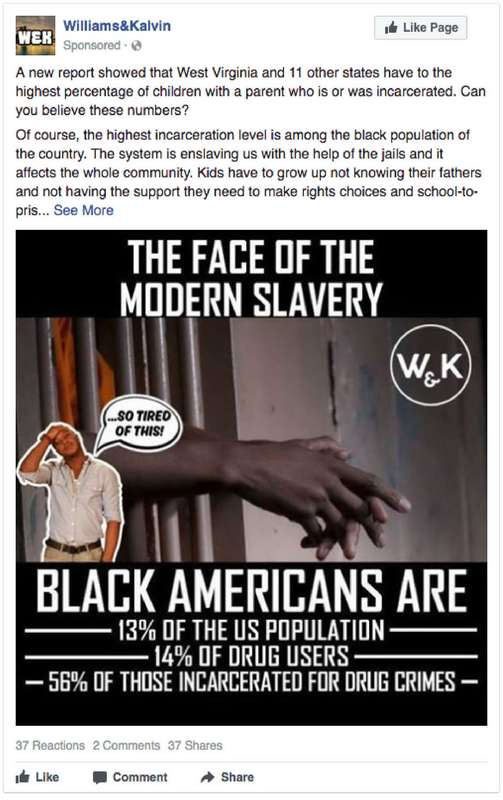 W&K
Williams&Kalvin
Sponsored ·
Like Page
A new report showed that West Virginia and 11 other states have to the
highest percentage of children with a parent who is or was incarcerated. Can
you believe these numbers?
Of course, the highest incarceration level is among the black population of
the country. The system is enslaving us with the help of the jails and it
affects the whole community. Kids have to grow up not knowing their fathers
and not having the support they need to make rights choices and school-to-
pris... See More
THE FACE OF THE
MODERN SLAVERY
W&K
...SO TIRED
OF THIS!
BLACK AMERICANS ARE
13% OF THE US POPULATION
14% OF DRUG USERS
56% OF THOSE INCARCERATED FOR DRUG CRIMES
37 Reactions 2 Comments 37 Shares
Like Comment Share